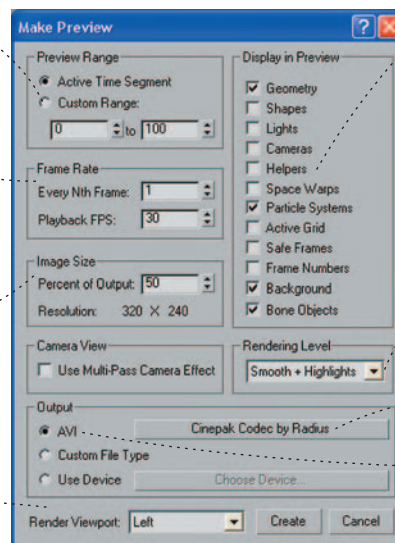 Make Preview
Preview Range
Active Time Segment
Custom Range:
0 to 100
Frame Rate
Every Nth Frame: 1
Playback FPS: 30
Image Size
Percent of Output: 50
Resolution: 320 X 240
Camera View
Use Multi-Pass Camera Effect
Display in Preview
Geometry
Shapes
Lights
Cameras
Helpers
Space Warps
Particle Systems
Active Grid
Safe Frames
Frame Numbers
Background
Bone Objects
Rendering Level
Smooth + Highlights
Output
AVI
Cinepak Codec by Radius
Custom File Type
Use Device
Choose Device...
Render Viewport: Left
Create
Cancel